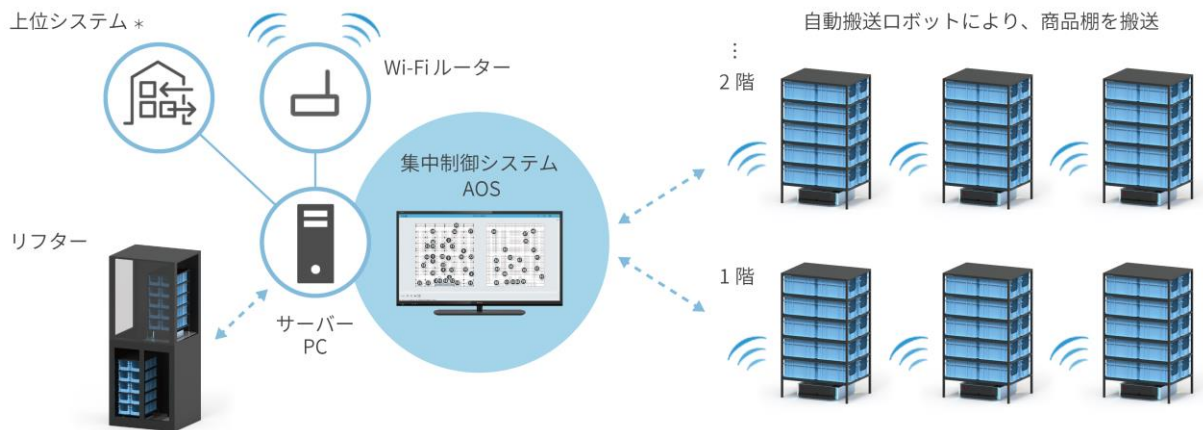 上位システム *
Wi-Fi ルーター
集中制御システム
AOS
サーバー
PC
リフター
自動搬送ロボットにより、商品棚を搬送
⋮
2 階
1 階